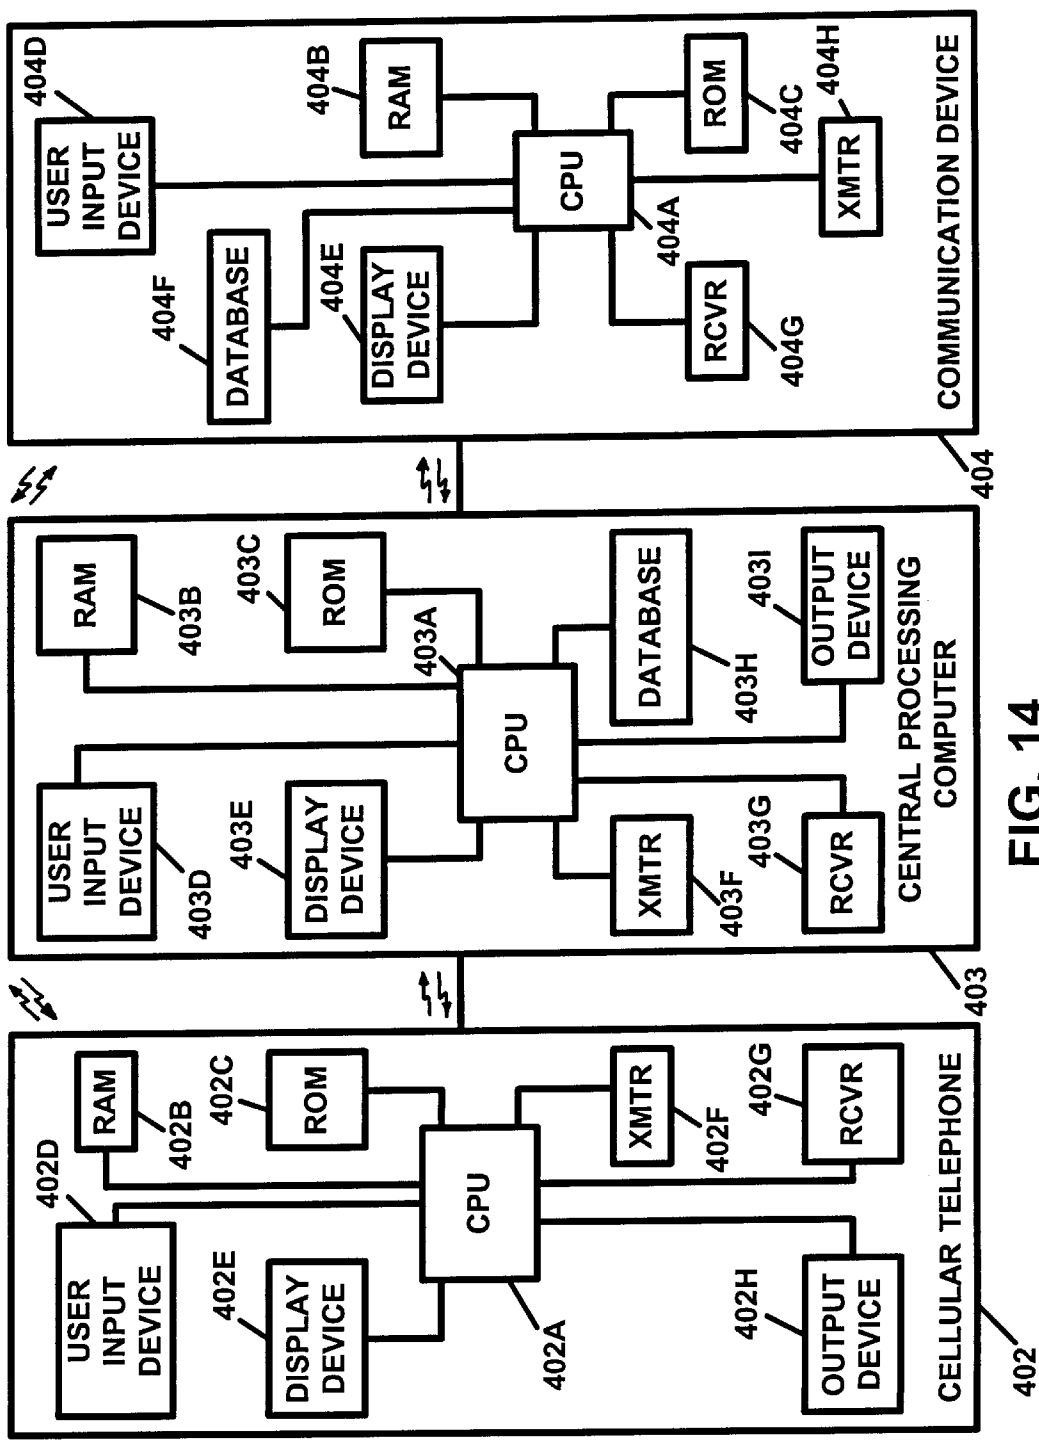 USER
INPUT
DEVICE
402D
RAM
402B
DISPLAY
DEVICE
402E
ROM
402C
CPU
402A
XMTR
402F
OUTPUT
DEVICE
402H
RCVR
402G
CELLULAR TELEPHONE
402
USER
INPUT
DEVICE
403D
RAM
403B
DISPLAY
DEVICE
403E
ROM
403C
CPU
403A
XMTR
403F
DATABASE
403H
RCVR
403G
OUTPUT
DEVICE
403I
CENTRAL PROCESSING
COMPUTER
403
USER
INPUT
DEVICE
404D
DATABASE
404F
DISPLAY
DEVICE
404E
RAM
404B
CPU
404A
RCVR
404G
ROM
404C
XMTR
404H
COMMUNICATION DEVICE
404
FIG. 14